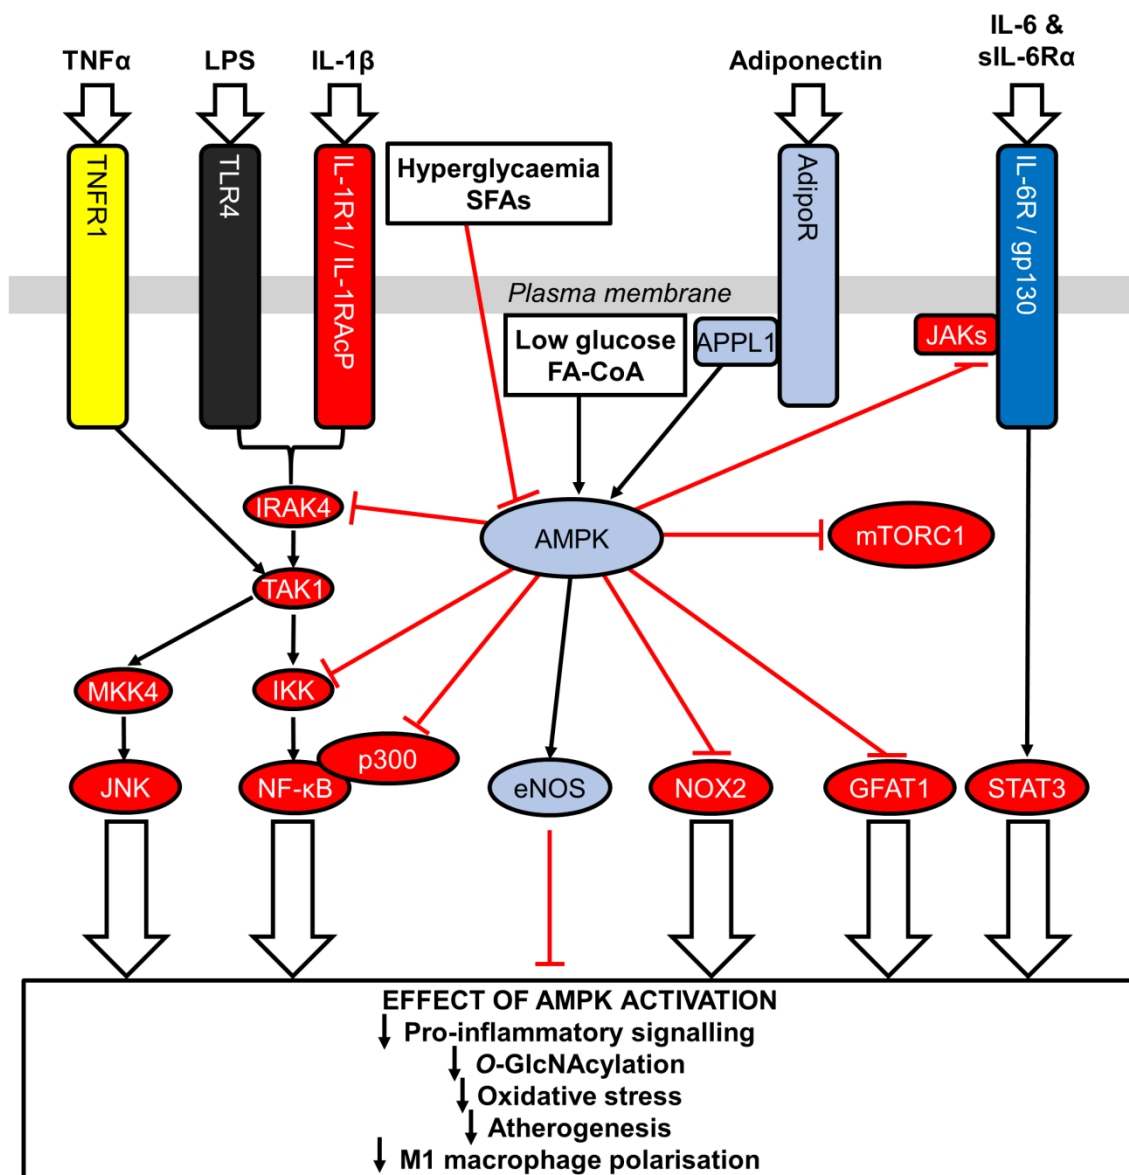 TNFα
LPS
IL-1β
Adiponectin
IL-6 &
sIL-6Rα
TNFR1
TLR4
IL-1R1 / IL-1RAcP
Hyperglycaemia
SFAs
AdipoR
IL-6R / gp130
Plasma membrane
Low glucose
FA-CoA
APPL1
JAKs
IRAK4
AMPK
mTORC1
TAK1
MKK4
IKK
p300
JNK
NF-κB
eNOS
NOX2
GFAT1
STAT3
EFFECT OF AMPK ACTIVATION
↓ Pro-inflammatory signalling
↓ O-GlcNAcylation
↓ Oxidative stress
↓ Atherogenesis
↓ M1 macrophage polarisation